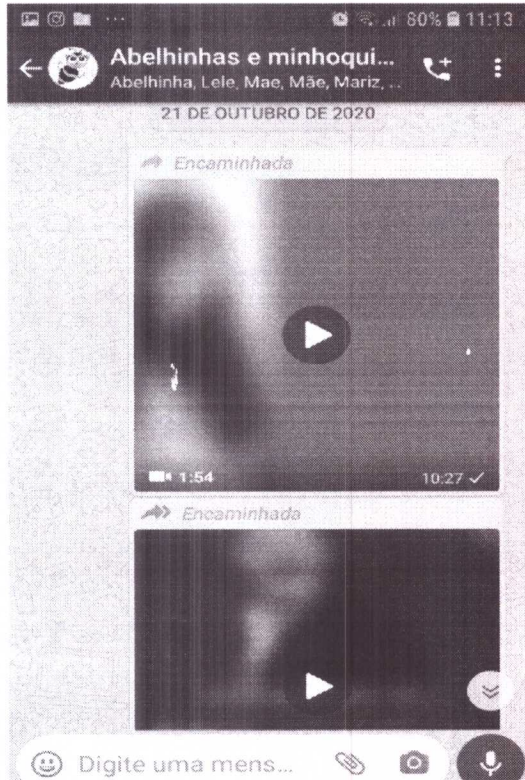 80% 11:13
Abelhinhas e minhoqui...
Abelhinha, Lele, Mae, Mãe, Mariz, ...
21 DE OUTUBRO DE 2020
Encaminhada
1:54 10:27
Encaminhada
Digite uma mens...